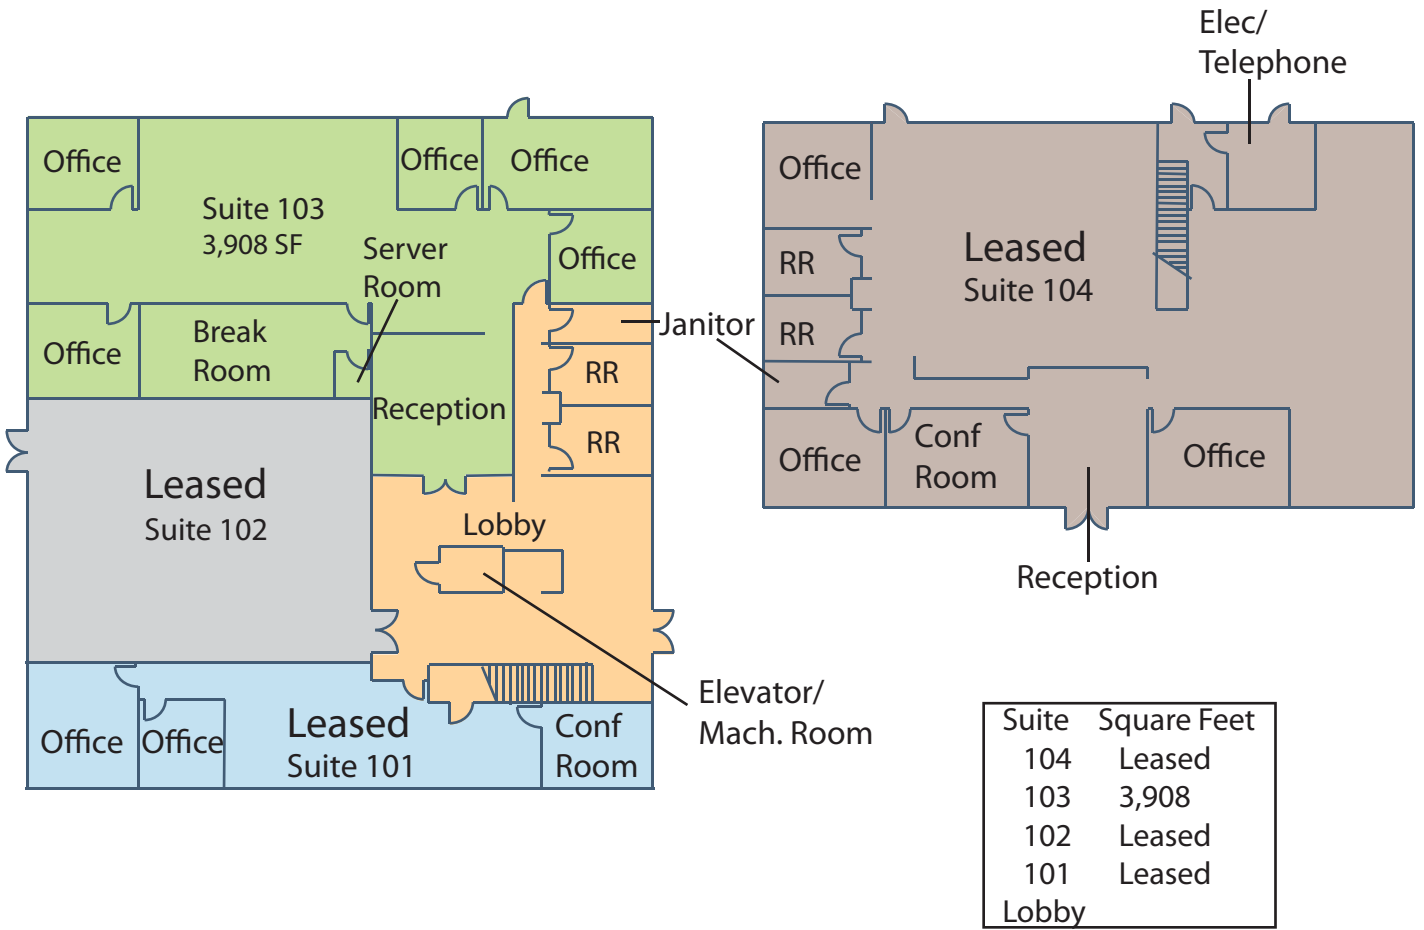 Elec/
Telephone
Office
Office
Office
Suite 103
3,908 SF
Server
Room
Office
Office
Break
Room
Janitor
RR
Reception
RR
Leased
Suite 102
Lobby
Elevator/
Mach. Room
Office
Office
Leased
Suite 101
Conf
Room
Office
RR
RR
Leased
Suite 104
Office
Conf
Room
Office
Reception
Suite Square Feet
104 Leased
103 3,908
102 Leased
101 Leased
Lobby